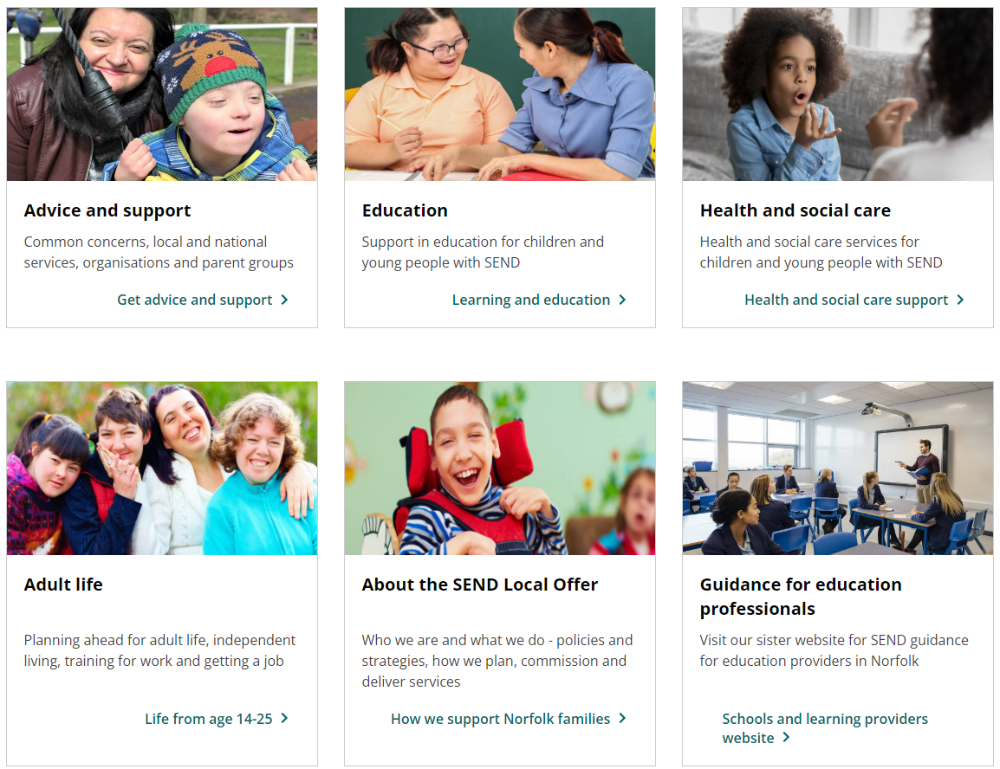 Advice and support
Common concerns, local and national
services, organisations and parent groups
Get advice and support
Education
Support in education for children and
young people with SEND
Learning and education
Health and social care
Health and social care services for
children and young people with SEND
Health and social care support
Adult life
Planning ahead for adult life, independent
living, training for work and getting a job
Life from age 14-25
About the SEND Local Offer
Who we are and what we do - policies and
strategies, how we plan, commission and
deliver services
How we support Norfolk families
Guidance for education
professionals
Visit our sister website for SEND guidance
for education providers in Norfolk
Schools and learning providers
website